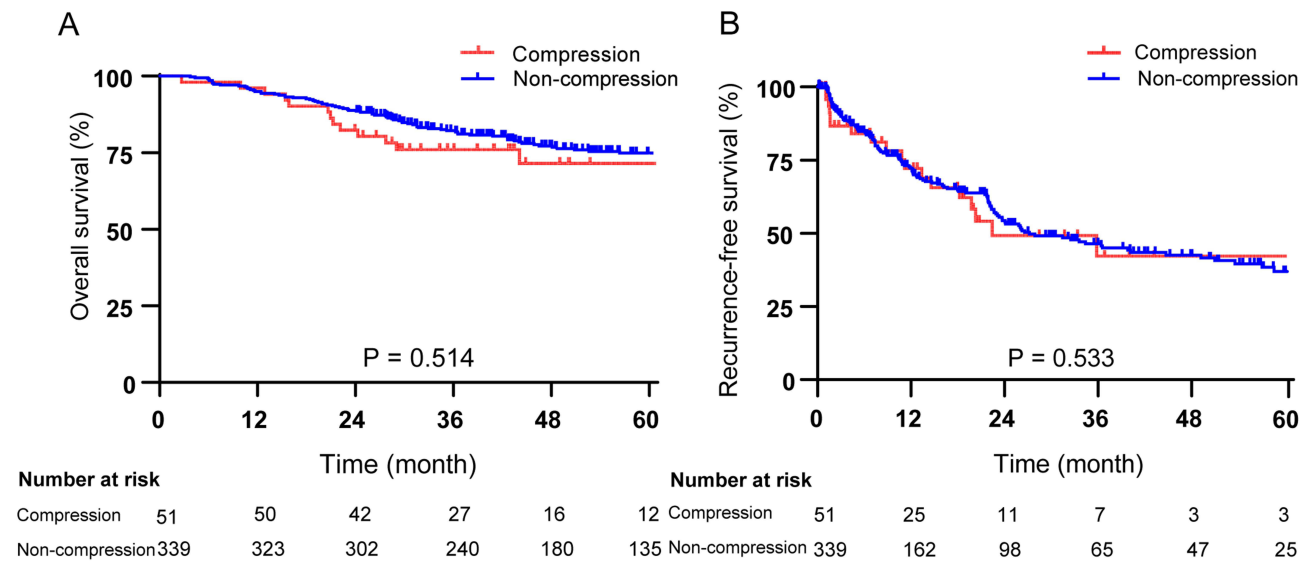 A
Compression
Non-compression
Overall survival (%)
100
75
50
25
0
P = 0.514
0 12 24 36 48 60
Time (month)
Number at risk
Compression 51 50 42 27 16 12
Non-compression 339 323 302 240 180 135
B
Compression
Non-compression
Recurrence-free survival (%)
100
75
50
25
0
P = 0.533
0 12 24 36 48 60
Time (month)
Number at risk
Compression 51 25 11 7 3 3
Non-compression 339 162 98 65 47 25